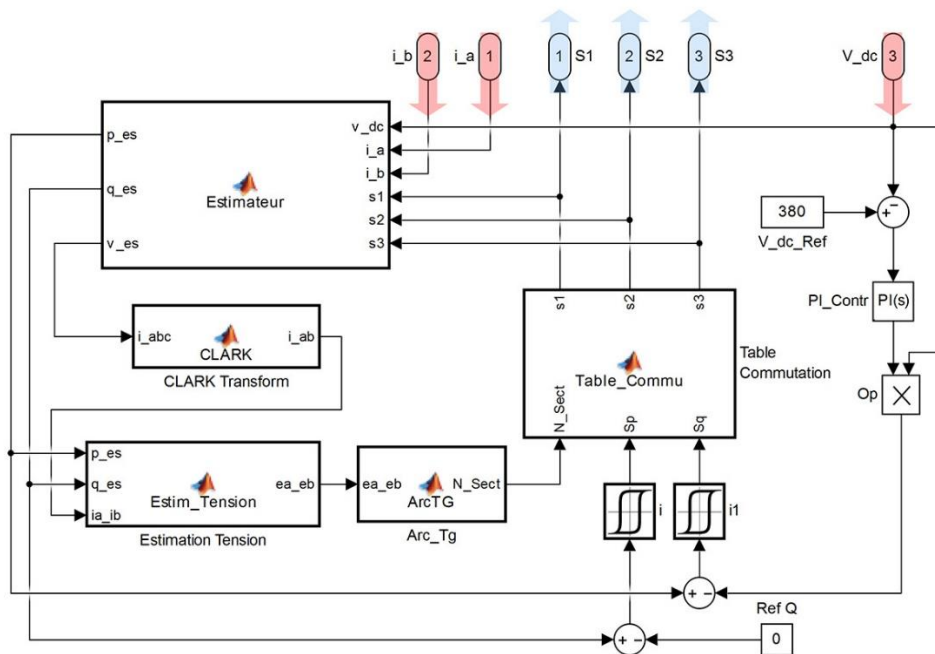 i_b 2
i_a 1
1 S1
2 S2
3 S3
V_dc 3
p_es
q_es
v_es
Estimateur
v_dc
i_a
i_b
s1
s2
s3
380
V_dc_Ref
+ −
PI_Contr PI(s)
Op ×
s1 s2 s3
Table_Commu
N_Sect Sp Sq
Table
Commutation
i_abc CLARK i_ab
CLARK Transform
p_es
q_es
ia_ib
Estim_Tension
ea_eb
Estimation Tension
ea_eb ArcTG N_Sect
Arc_Tg
i
i1
+ −
Ref Q
0
+ −